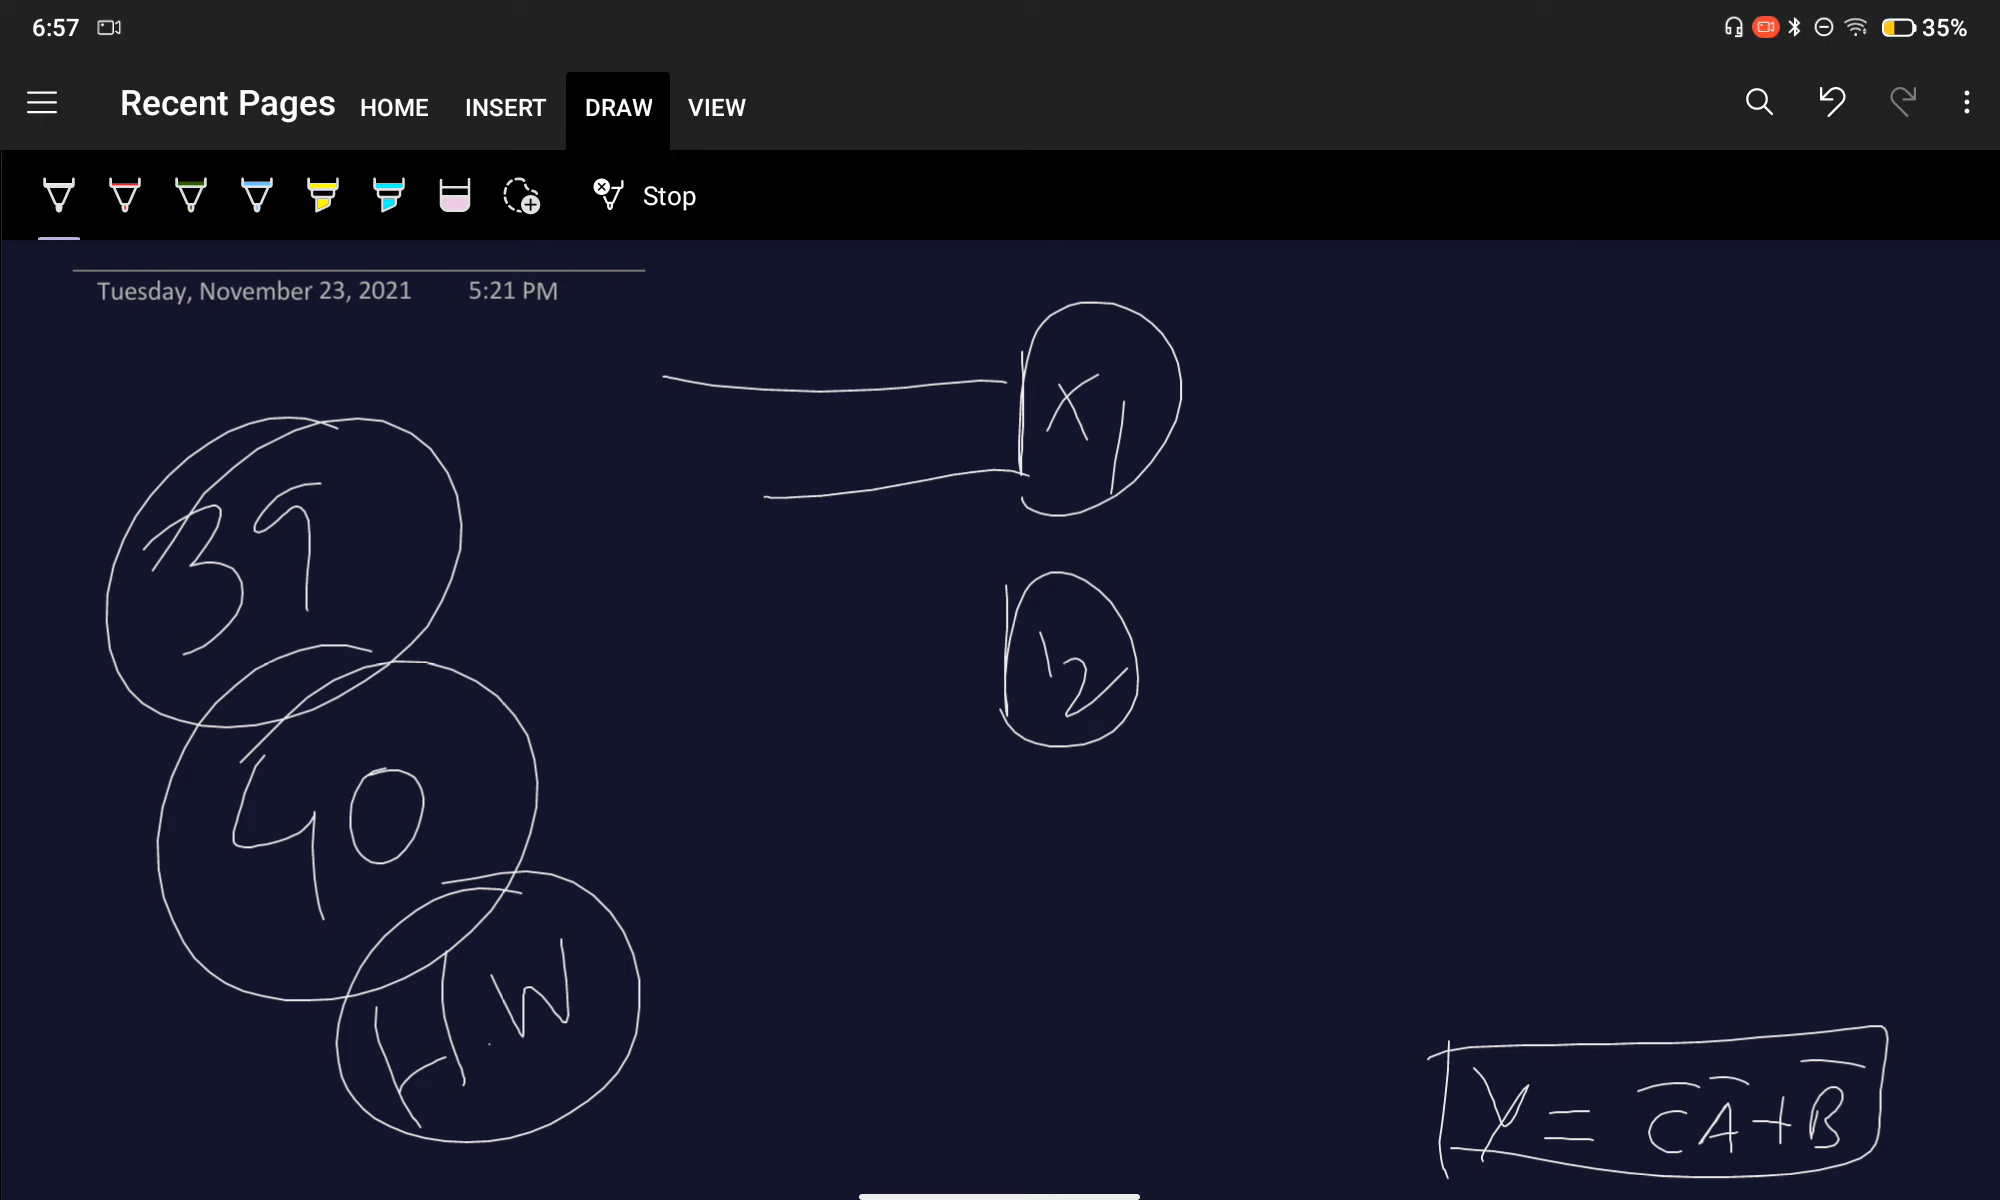 6:57 35%
Recent Pages HOME INSERT DRAW VIEW
Stop
Tuesday, November 23, 2021 5:21 PM
X1
39
12
40
H.W
Y = C̅ A̅ + B̅